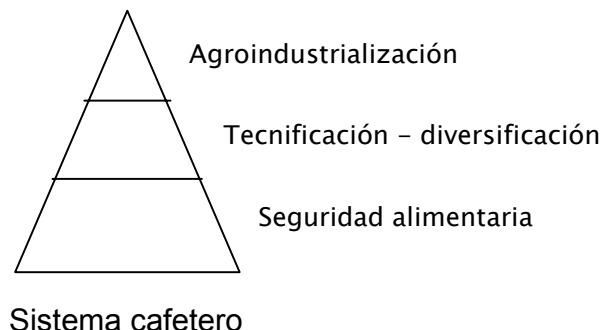 Agroindustrialización
Tecnificación – diversificación
Seguridad alimentaria
Sistema cafetero